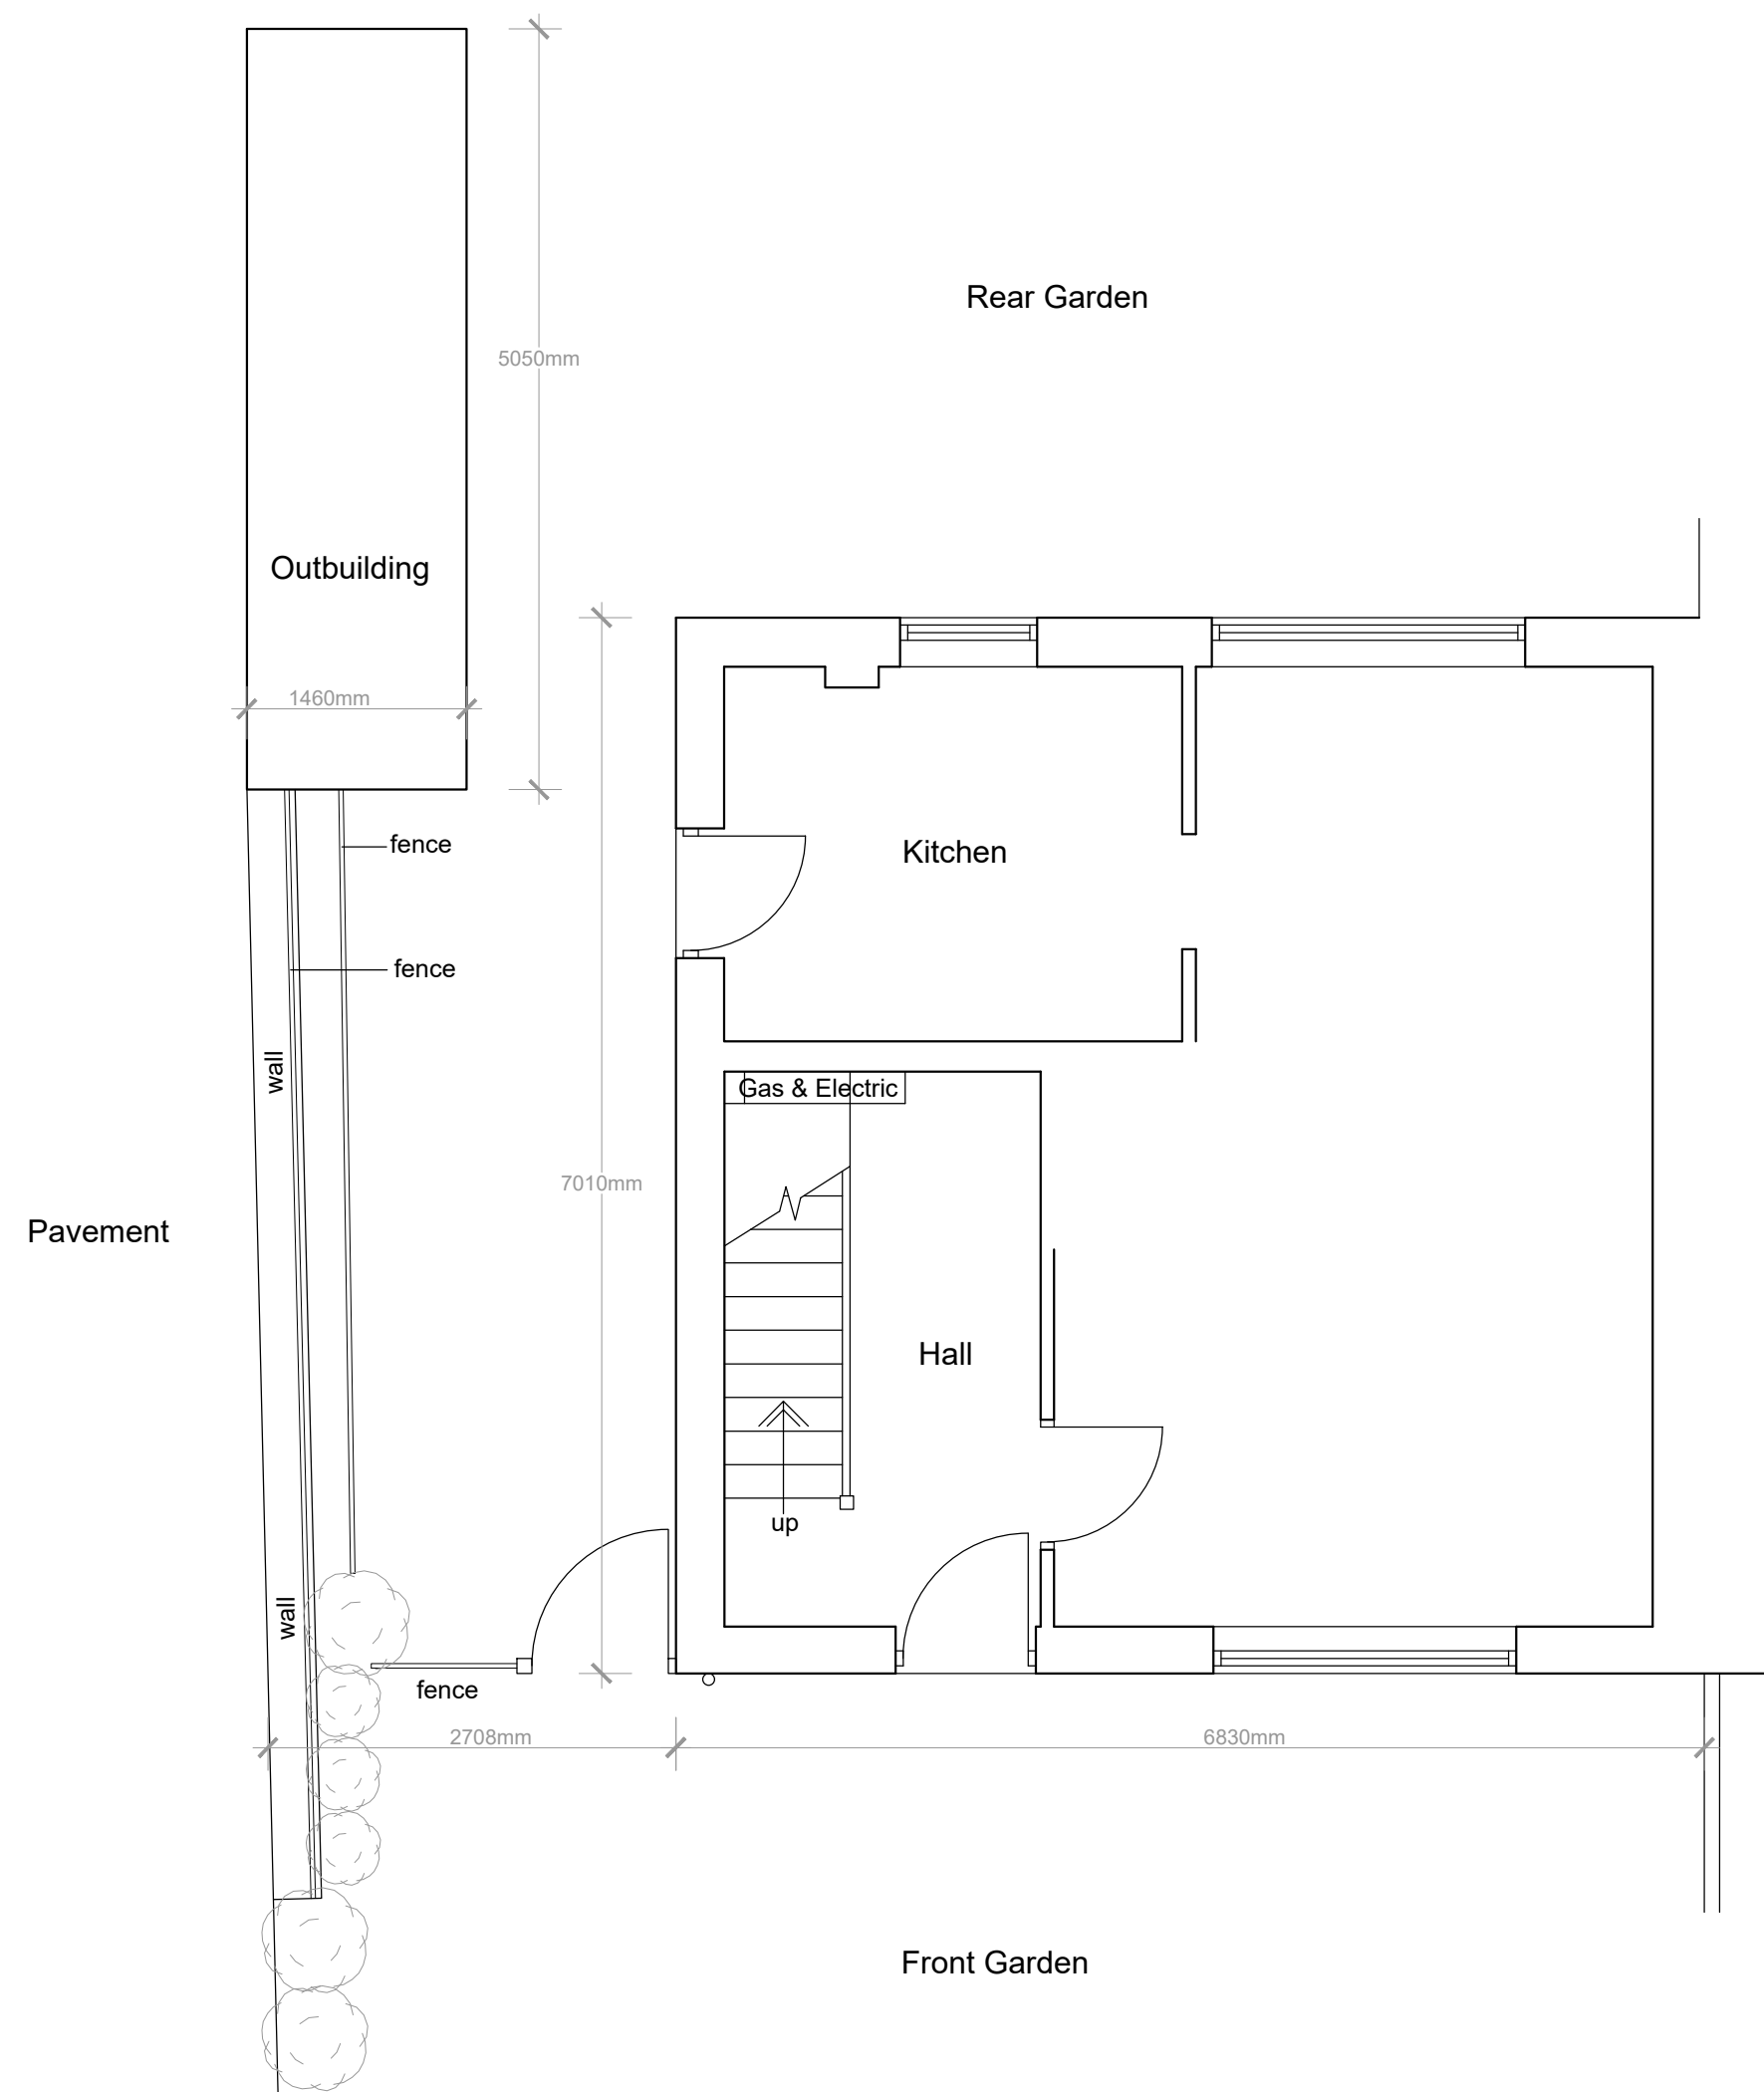 Rear Garden
5050mm
Outbuilding
1460mm
fence
Kitchen
fence
wall
Gas & Electric
7010mm
Pavement
Hall
up
wall
fence
2708mm
6830mm
Front Garden